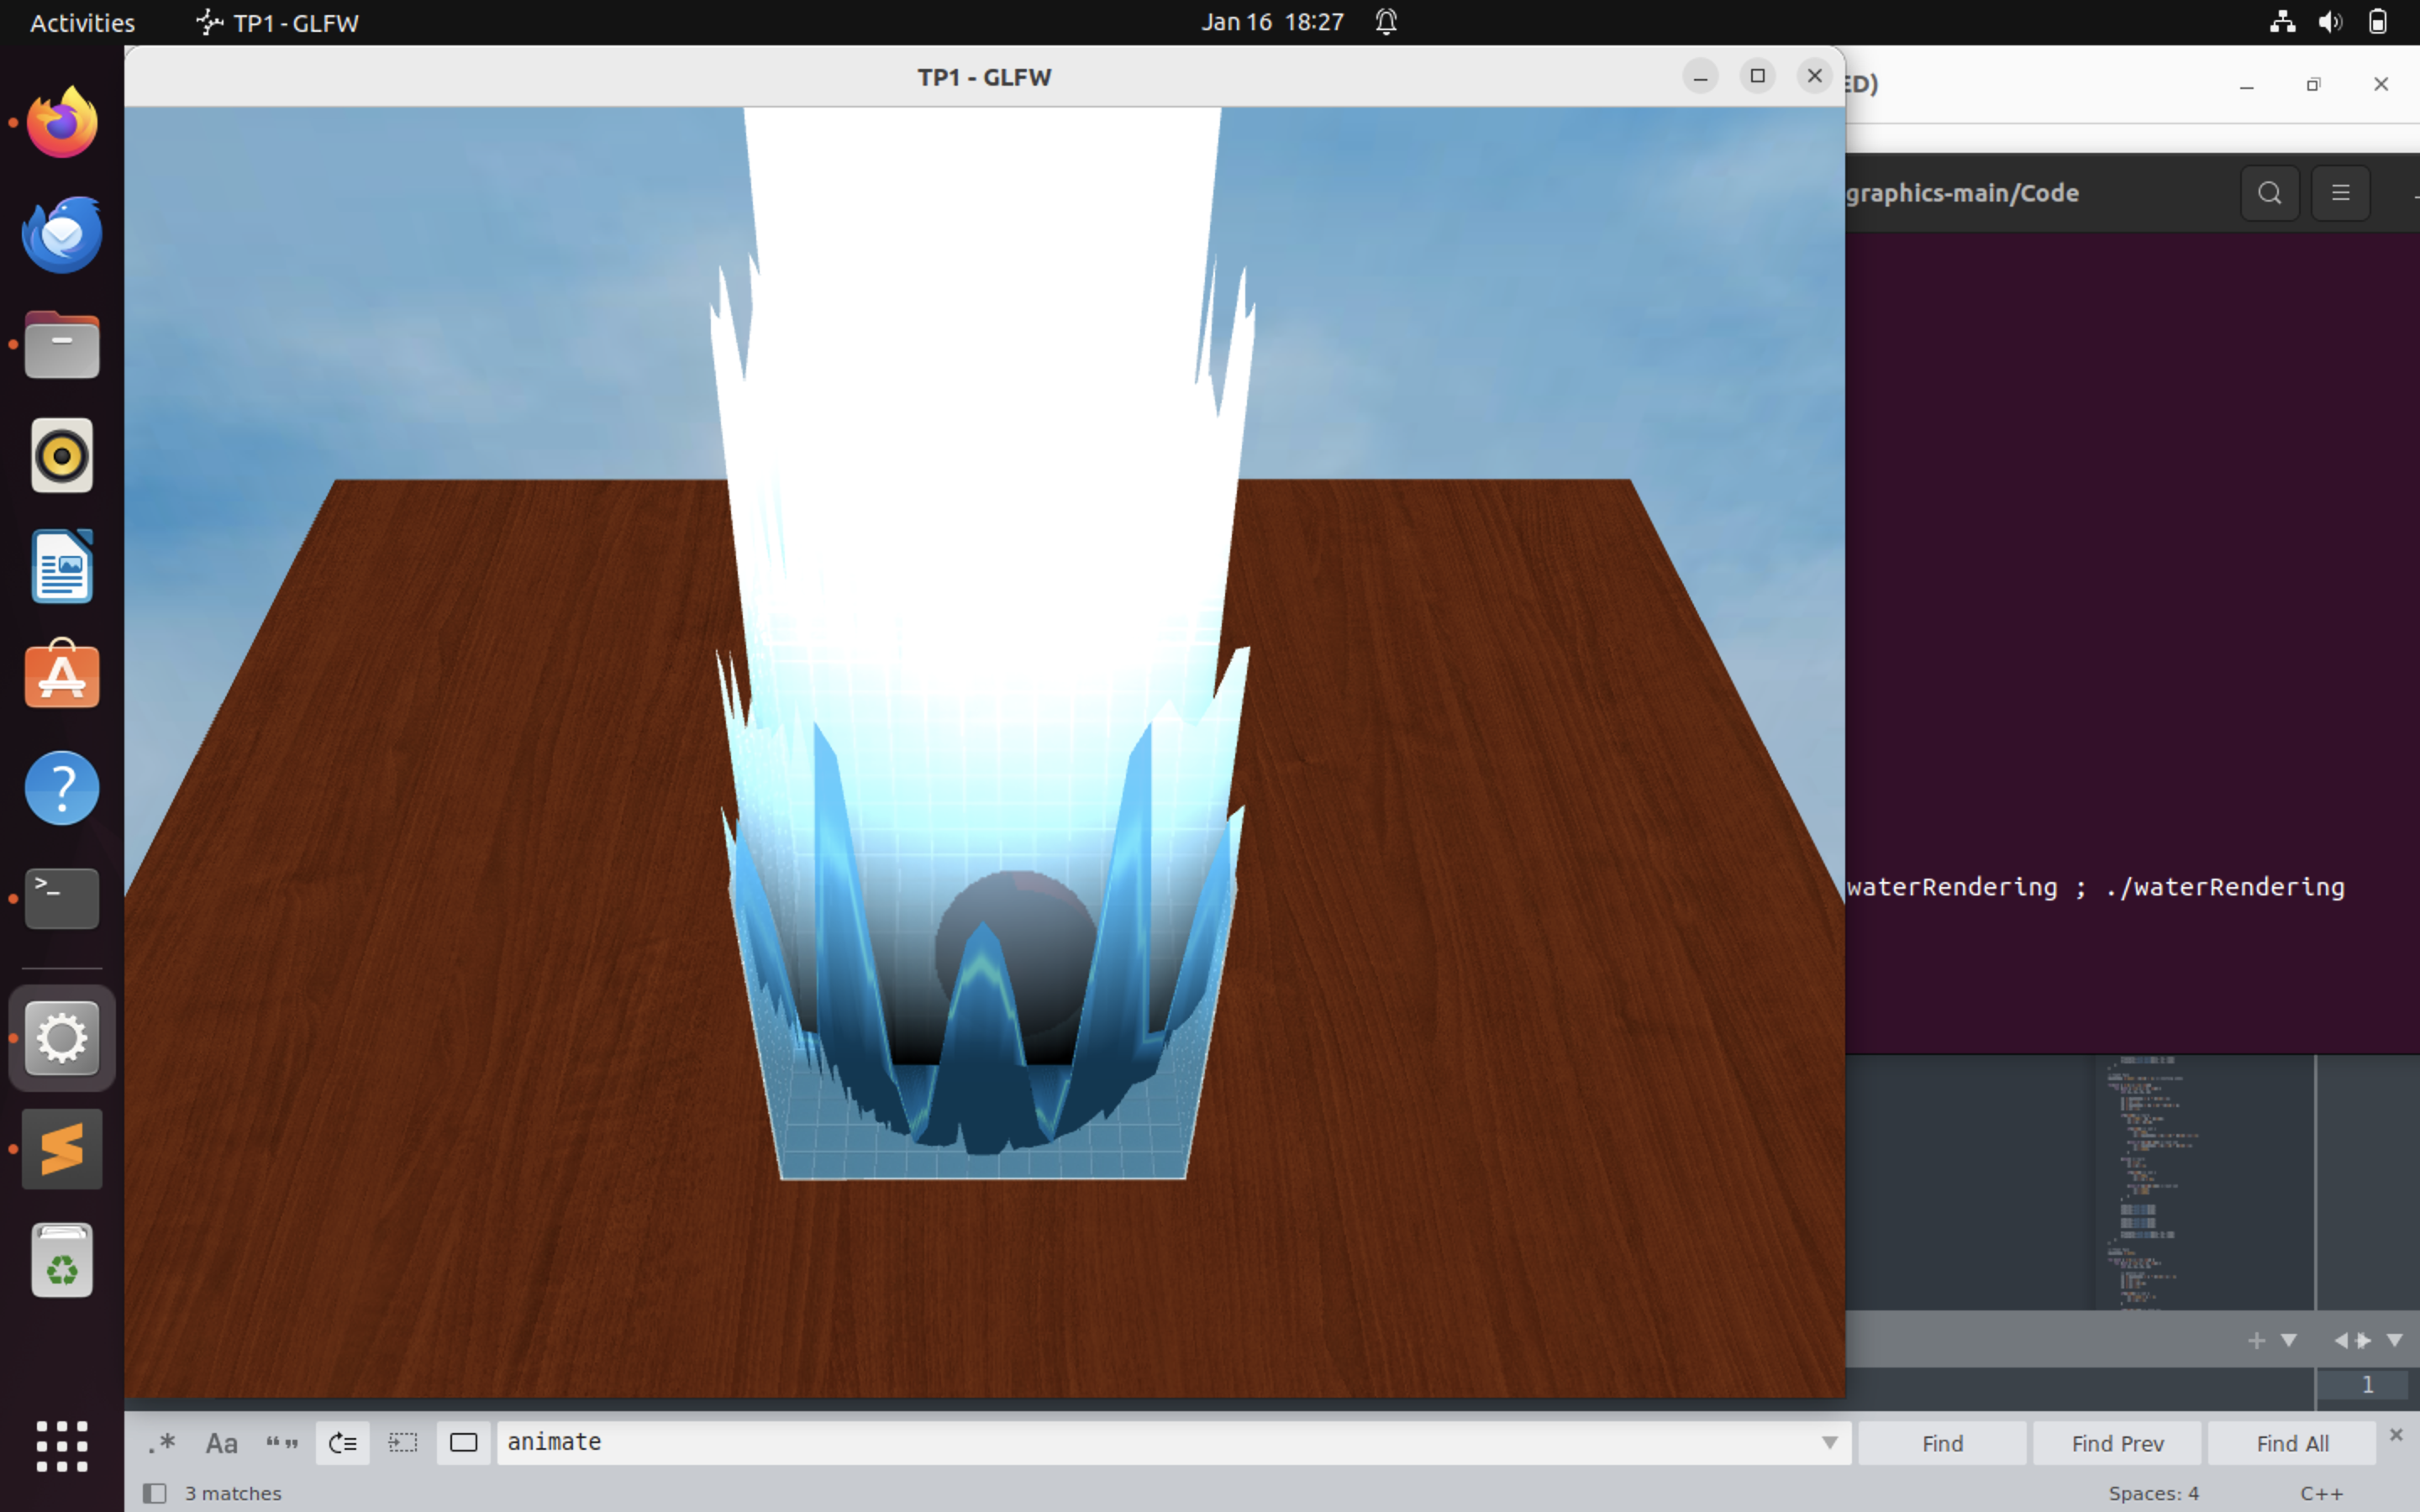 Activities TP1 - GLFW Jan 16 18:27
TP1 - GLFW
ED)
graphics-main/Code
waterRendering ; ./waterRendering
1
.* Aa “” animate Find Find Prev Find All
3 matches Spaces: 4 C++